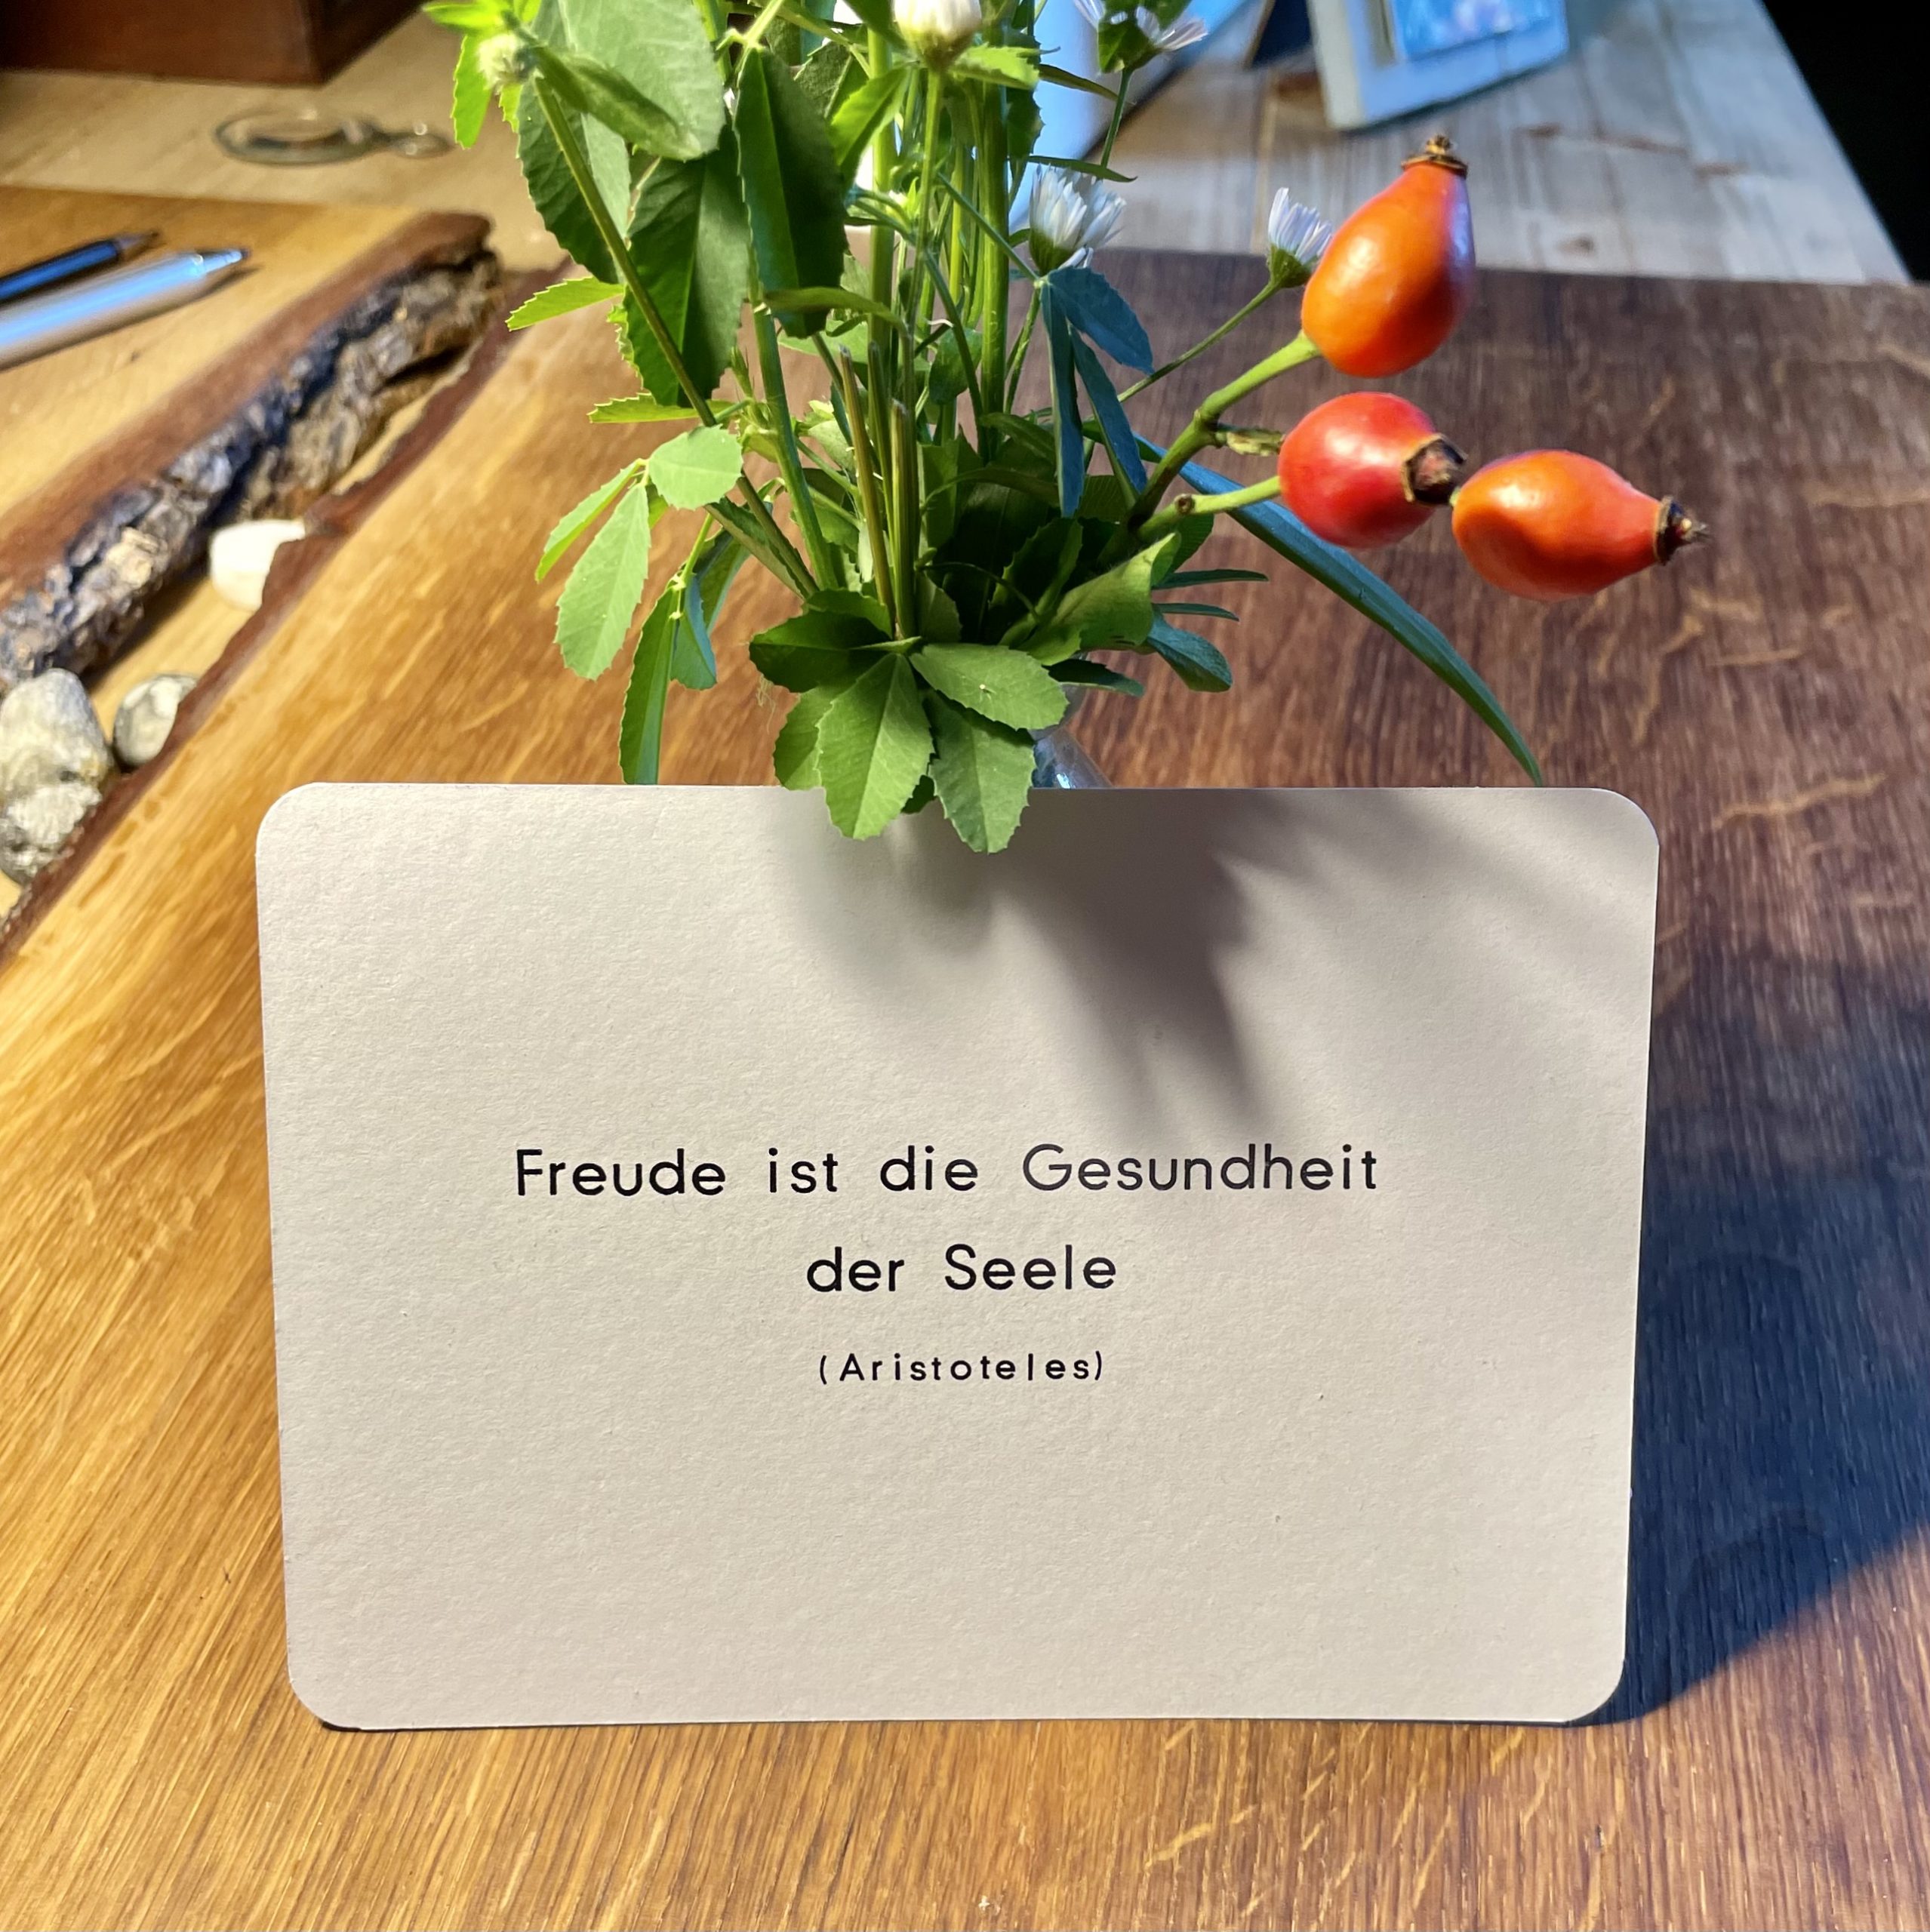 Freude ist die Gesundheit
der Seele
(Aristoteles)